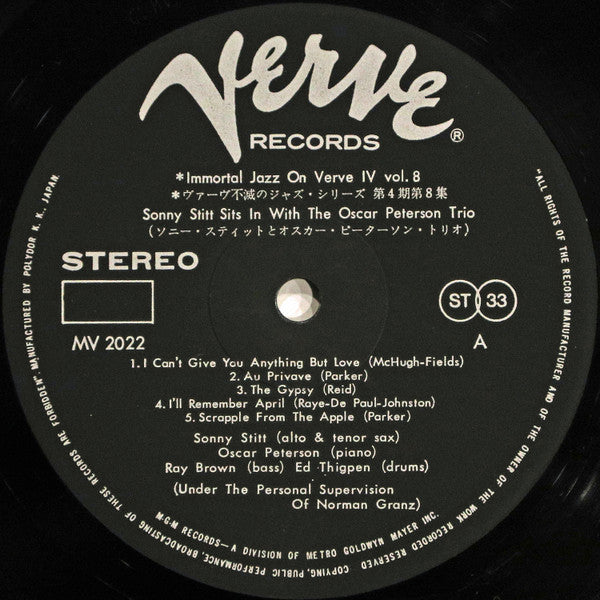 Verve
RECORDS ®
*Immortal Jazz On Verve IV vol. 8
*ヴァーヴ不滅のジャズ・シリーズ 第4期第8集
Sonny Stitt Sits In With The Oscar Peterson Trio
(ソニー・スティットとオスカー・ピーターソン・トリオ)
STEREO
ST 33
MV 2022
A
1. I Can't Give You Anything But Love (McHugh-Fields)
2. Au Privave (Parker)
3. The Gypsy (Reid)
4. I'll Remember April (Raye-De Paul-Johnston)
5. Scrapple From The Apple (Parker)
Sonny Stitt (alto & tenor sax)
Oscar Peterson (piano)
Ray Brown (bass) Ed Thigpen (drums)
(Under The Personal Supervision
Of Norman Granz)
M·G·M RECORDS—A DIVISION OF METRO GOLDWYN MAYER INC.
"ALL RIGHTS OF THE RECORD MANUFACTURER AND OF THE OWNER OF THE WORK RECORDED RESERVED COPYING, PUBLIC PERFORMANCE, BROADCASTING OF THESE RECORDS ARE FORBIDDEN" MANUFACTURED BY POLYDOR K. K., JAPAN.